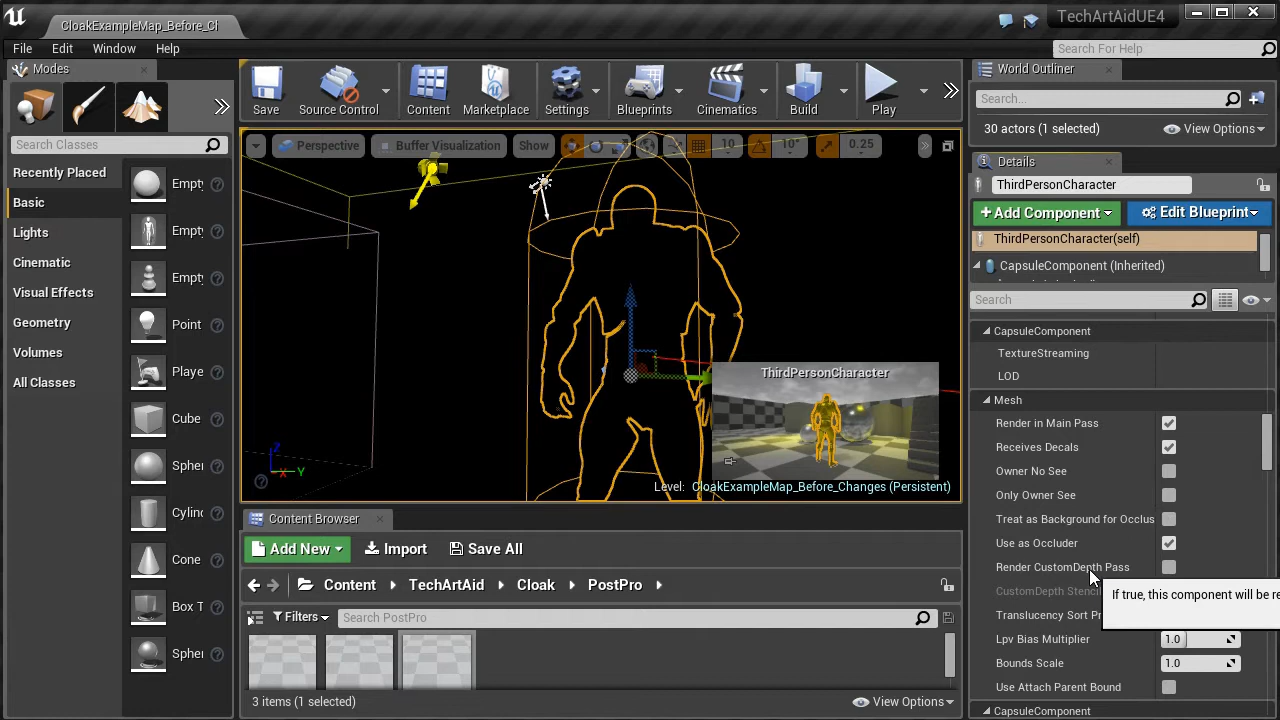 CloakExampleMap_Before_Cl
TechArtAidUE4
File Edit Window Help
Search For Help
Modes
Search Classes
Recently Placed
Basic
Lights
Cinematic
Visual Effects
Geometry
Volumes
All Classes
Empty
Empty
Empty
Point
Playe
Cube
Spher
Cylin
Cone
Box T
Spher
Save
Source Control
Content
Marketplace
Settings
Blueprints
Cinematics
Build
Play
Perspective
Buffer Visualization
Show
10
10°
0.25
ThirdPersonCharacter
Level: CloakExampleMap_Before_Changes (Persistent)
Z
X
Y
Content Browser
Add New
Import
Save All
Content
TechArtAid
Cloak
PostPro
Filters
Search PostPro
3 items (1 selected)
View Options
World Outliner
Search...
30 actors (1 selected)
View Options
Details
ThirdPersonCharacter
+Add Component
Edit Blueprint
ThirdPersonCharacter(self)
CapsuleComponent (Inherited)
Search
CapsuleComponent
TextureStreaming
LOD
Mesh
Render in Main Pass
Receives Decals
Owner No See
Only Owner See
Treat as Background for Occlus
Use as Occluder
Render CustomDepth Pass
CustomDepth Stenci
If true, this component will be re
Translucency Sort Pr
Lpv Bias Multiplier 1.0
Bounds Scale 1.0
Use Attach Parent Bound
CapsuleComponent